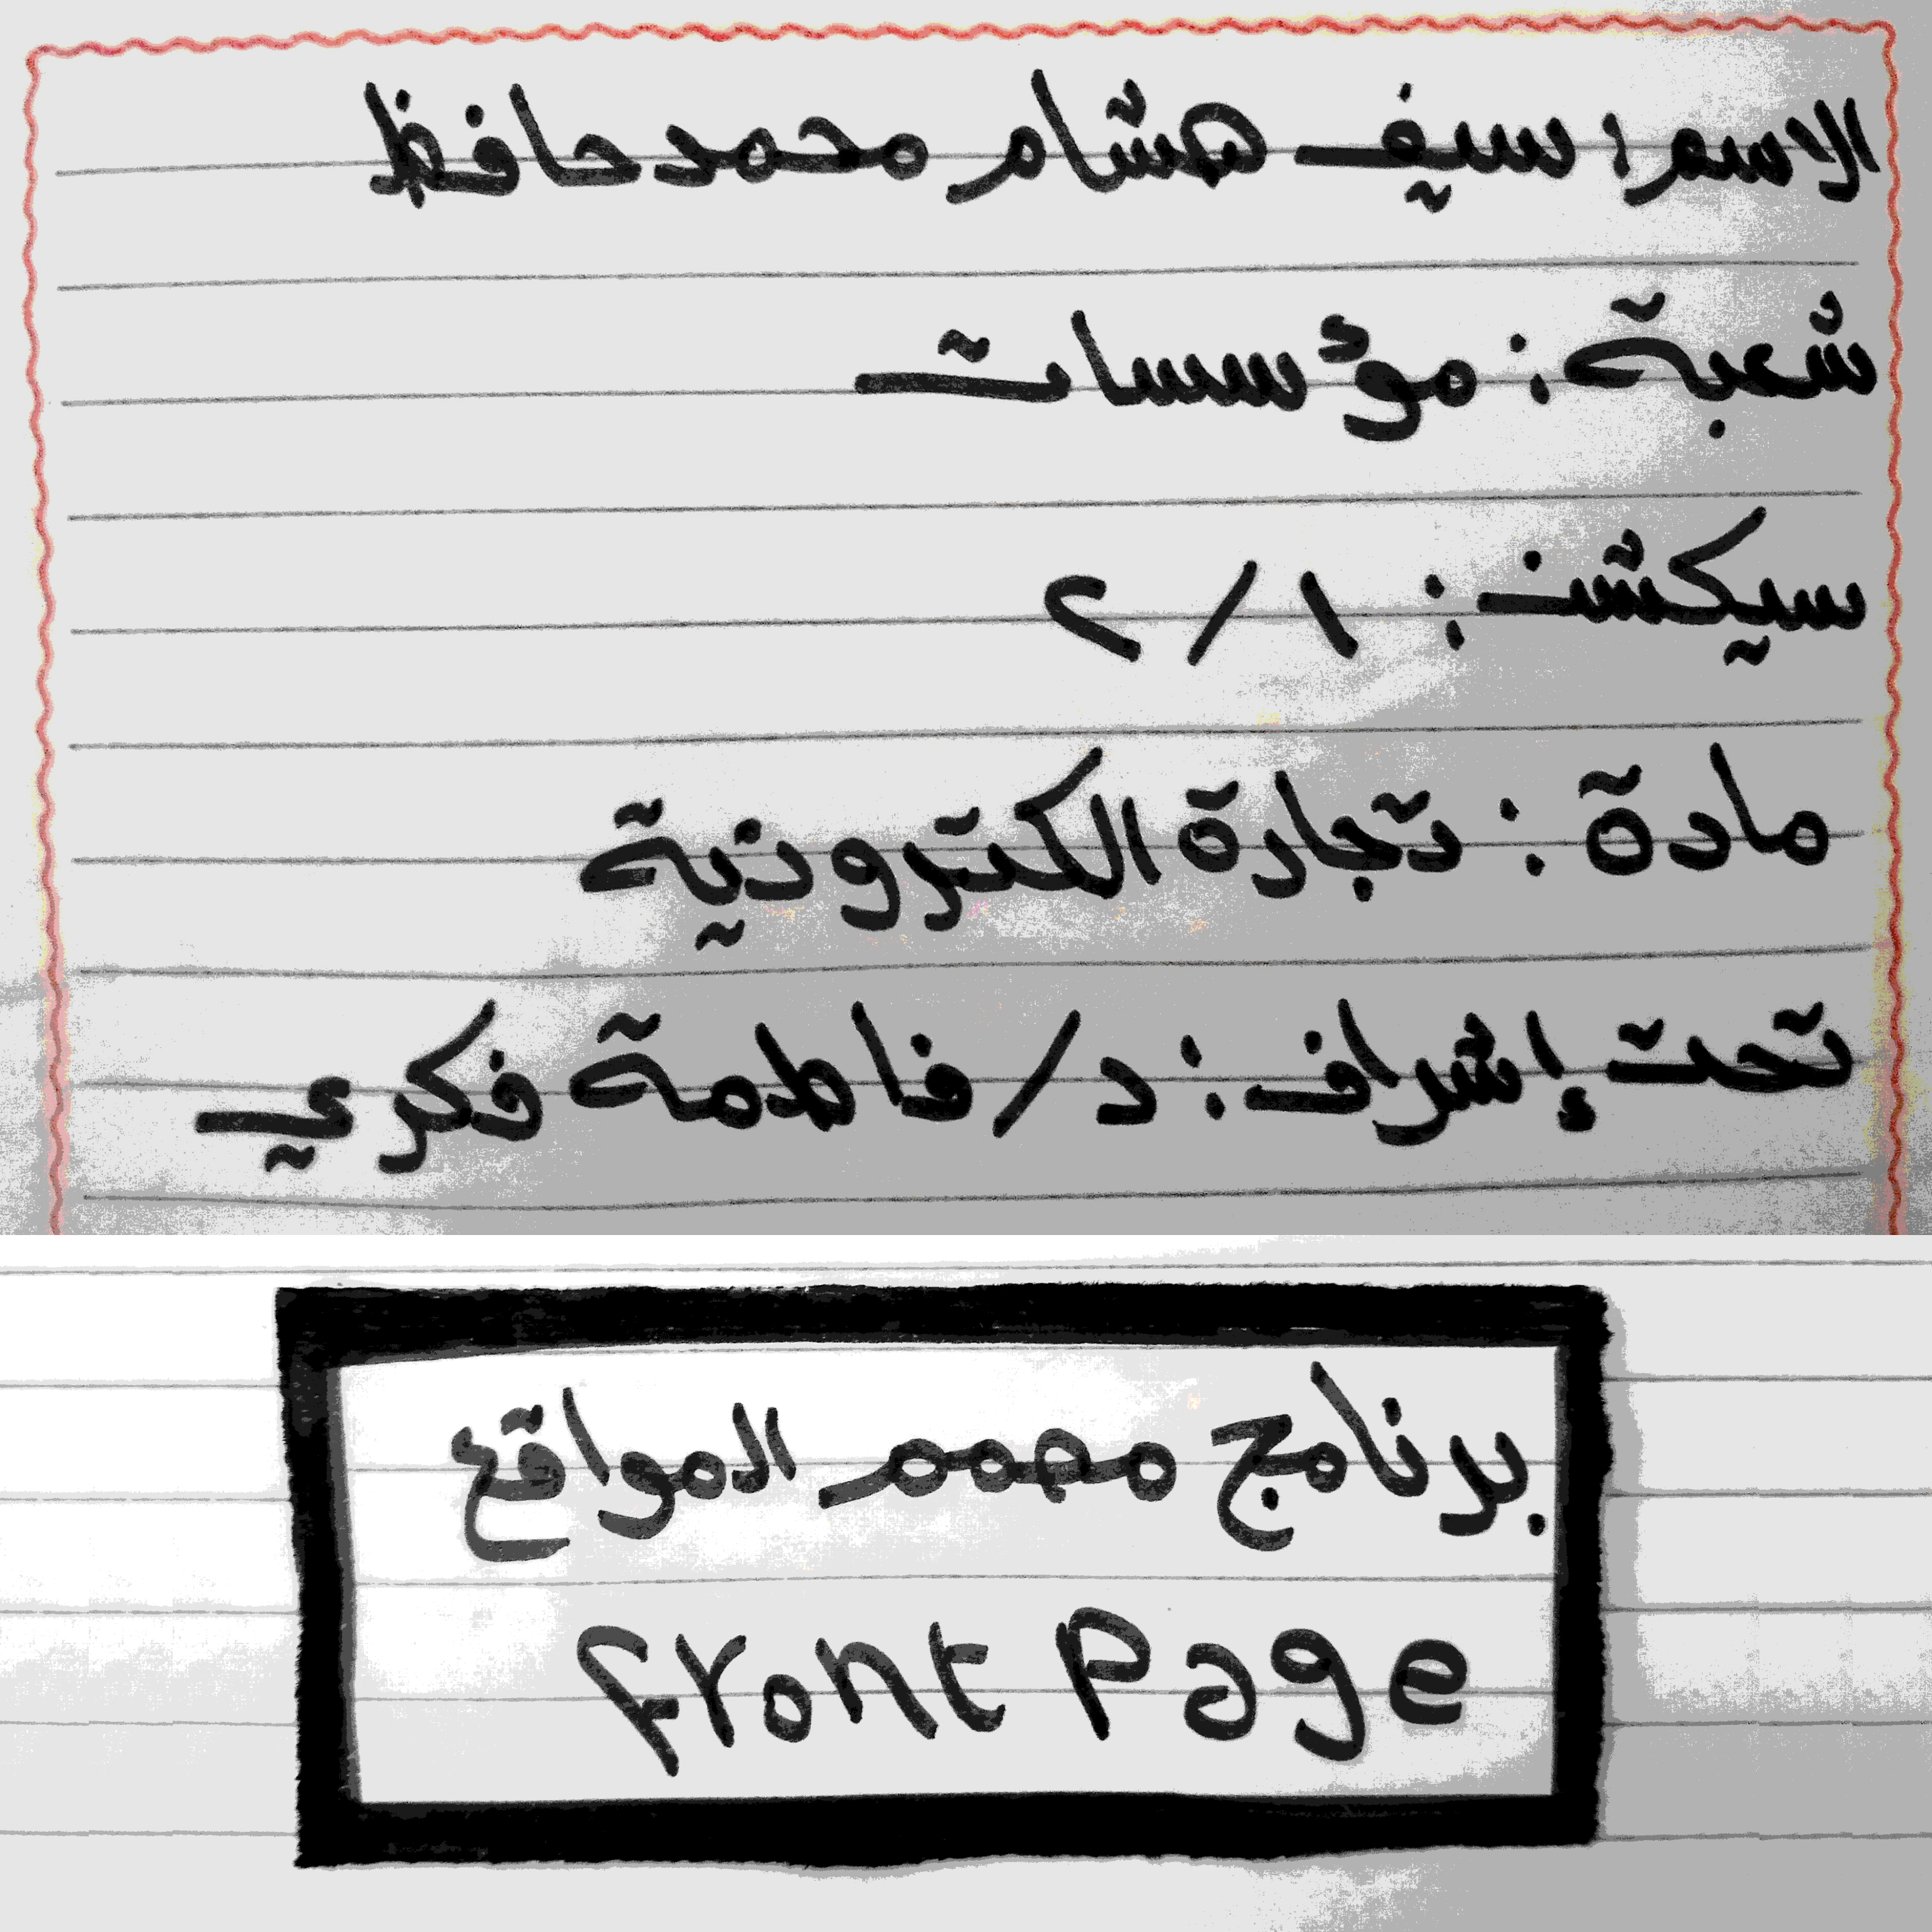 الاسم: سيف هشام محمد حافظ
شعبة: مؤسسات
سيكشن: ١ / ٢
مادة: تجارة الكترونية
تحت إشراف: د/ فاطمة فكري
برنامج مصمم المواقع
Front Page